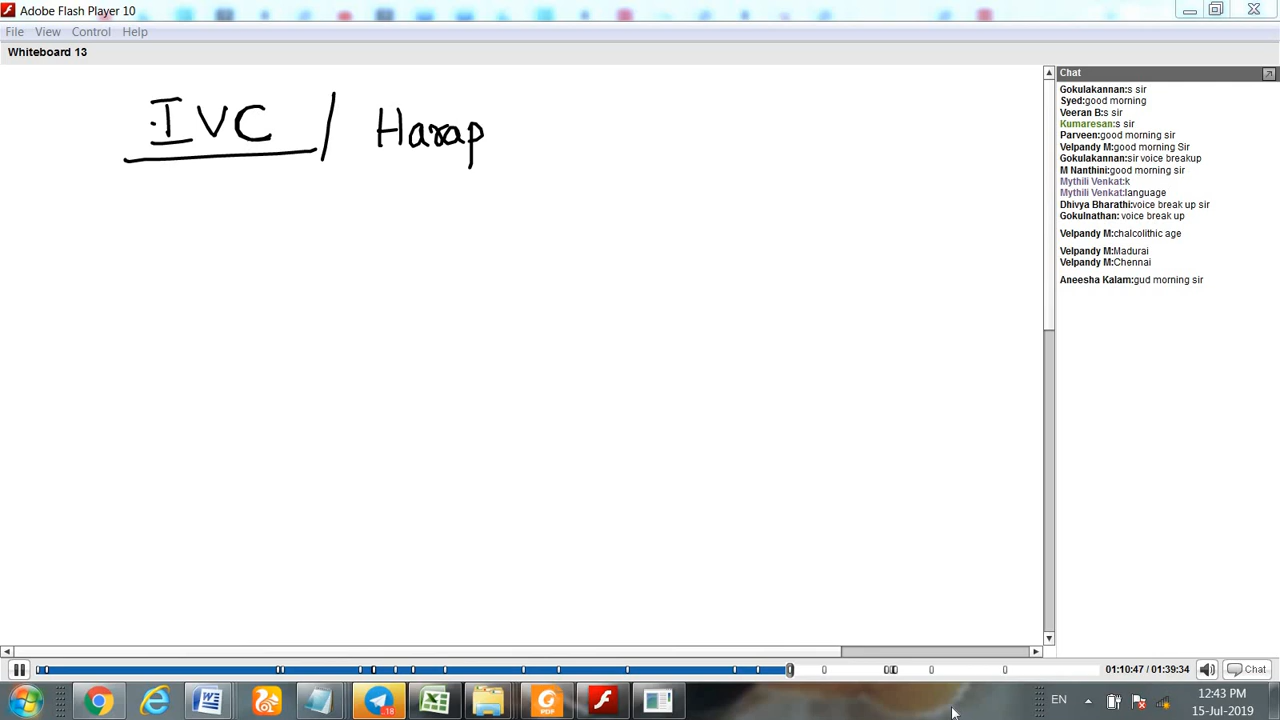 Adobe Flash Player 10
File View Control Help
Whiteboard 13
IVC / Harap
Chat
Gokulakannan:s sir
Syed:good morning
Veeran B:s sir
Kumaresan:s sir
Parveen:good morning sir
Velpandy M:good morning Sir
Gokulakannan:sir voice breakup
M Nanthini:good morning sir
Mythili Venkat:k
Mythili Venkat:language
Dhivya Bharathi:voice break up sir
Gokulnathan: voice break up
Velpandy M:chalcolithic age
Velpandy M:Madurai
Velpandy M:Chennai
Aneesha Kalam:gud morning sir
01:10:47 / 01:39:34 Chat
18
PDF
EN
12:43 PM
15-Jul-2019